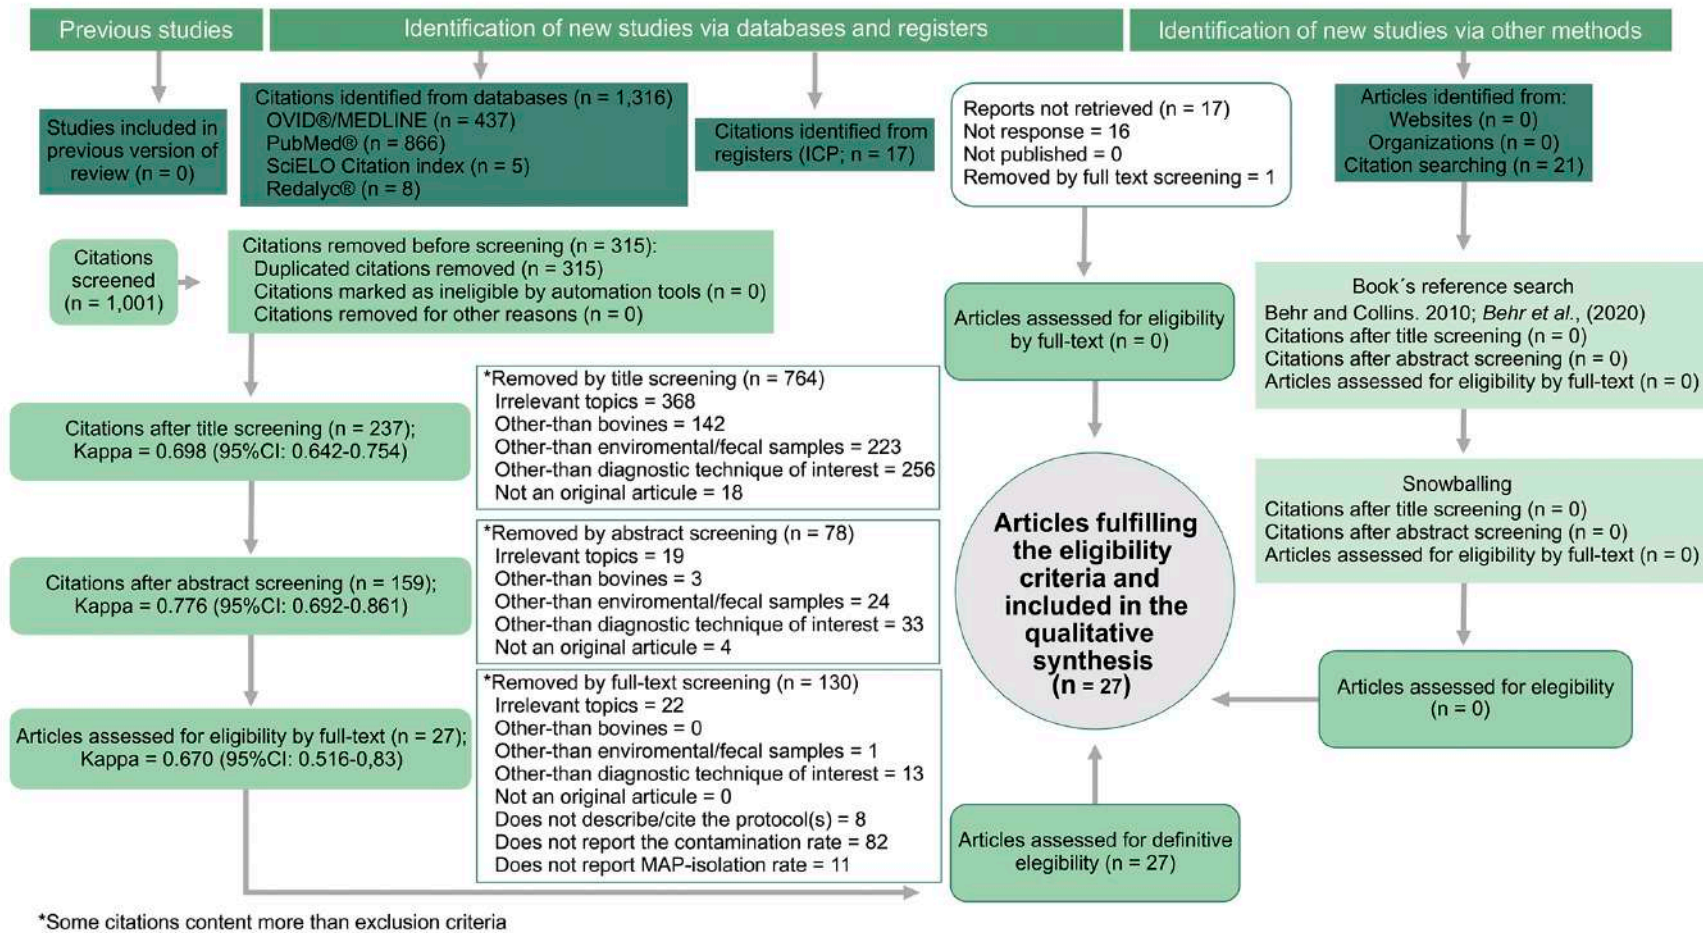 Previous studies
Identification of new studies via databases and registers
Identification of new studies via other methods
Studies included in
previous version of
review (n = 0)
Citations identified from databases (n = 1,316)
OVID®/MEDLINE (n = 437)
PubMed® (n = 866)
SciELO Citation index (n = 5)
Redalyc® (n = 8)
Citations identified from
registers (ICP; n = 17)
Reports not retrieved (n = 17)
Not response = 16
Not published = 0
Removed by full text screening = 1
Articles identified from:
Websites (n = 0)
Organizations (n = 0)
Citation searching (n = 21)
Citations
screened
(n = 1,001)
Citations removed before screening (n = 315):
Duplicated citations removed (n = 315)
Citations marked as ineligible by automation tools (n = 0)
Citations removed for other reasons (n = 0)
Articles assessed for eligibility
by full-text (n = 0)
Book´s reference search
Behr and Collins. 2010; Behr et al., (2020)
Citations after title screening (n = 0)
Citations after abstract screening (n = 0)
Articles assessed for eligibility by full-text (n = 0)
Citations after title screening (n = 237);
Kappa = 0.698 (95%CI: 0.642-0.754)
*Removed by title screening (n = 764)
Irrelevant topics = 368
Other-than bovines = 142
Other-than enviromental/fecal samples = 223
Other-than diagnostic technique of interest = 256
Not an original articule = 18
Snowballing
Citations after title screening (n = 0)
Citations after abstract screening (n = 0)
Articles assessed for eligibility by full-text (n = 0)
Citations after abstract screening (n = 159);
Kappa = 0.776 (95%CI: 0.692-0.861)
*Removed by abstract screening (n = 78)
Irrelevant topics = 19
Other-than bovines = 3
Other-than enviromental/fecal samples = 24
Other-than diagnostic technique of interest = 33
Not an original articule = 4
Articles fulfilling
the eligibility
criteria and
included in the
qualitative
synthesis
(n = 27)
Articles assessed for elegibility
(n = 0)
Articles assessed for eligibility by full-text (n = 27);
Kappa = 0.670 (95%CI: 0.516-0,83)
*Removed by full-text screening (n = 130)
Irrelevant topics = 22
Other-than bovines = 0
Other-than enviromental/fecal samples = 1
Other-than diagnostic technique of interest = 13
Not an original articule = 0
Does not describe/cite the protocol(s) = 8
Does not report the contamination rate = 82
Does not report MAP-isolation rate = 11
Articles assessed for definitive
elegibility (n = 27)
*Some citations content more than exclusion criteria